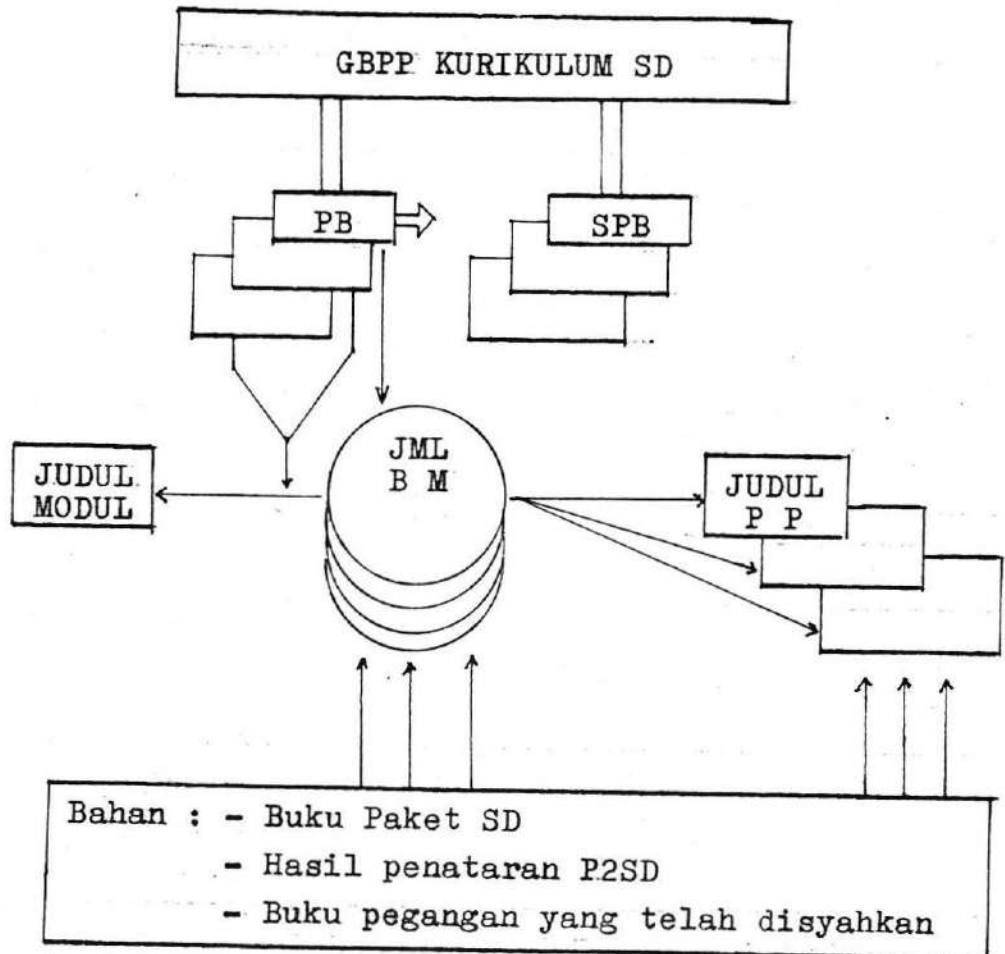 GBPP KURIKULUM SD
PB
SPB
JML
B M
JUDUL
MODUL
JUDUL
P P
Bahan : - Buku Paket SD
- Hasil penataran P2SD
- Buku pegangan yang telah disyahkan